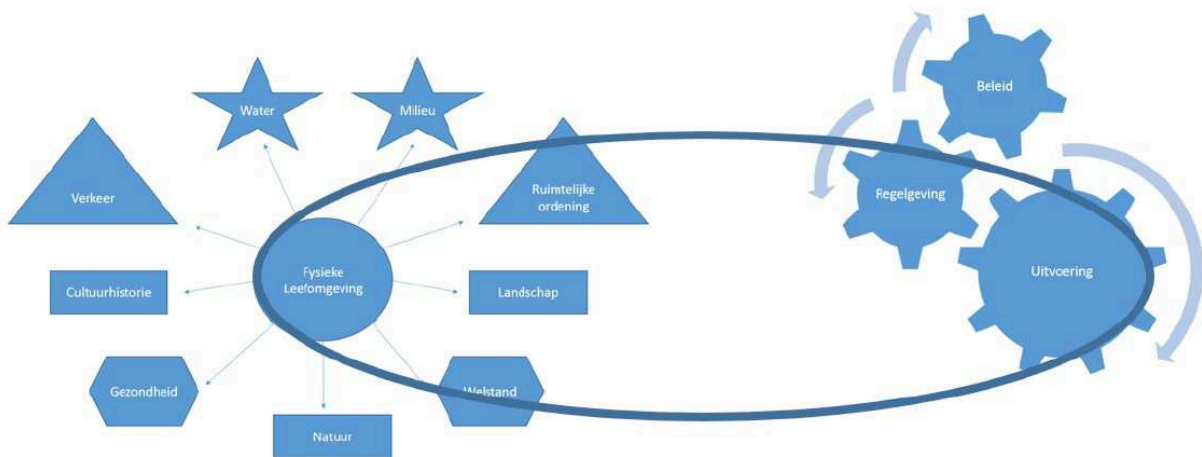 Water
Milieu
Beleid
Verkeer
Ruimtelijke
ordening
Regelgeving
Fysieke
Leefomgeving
Uitvoering
Cultuurhistorie
Landschap
Gezondheid
Welstand
Natuur